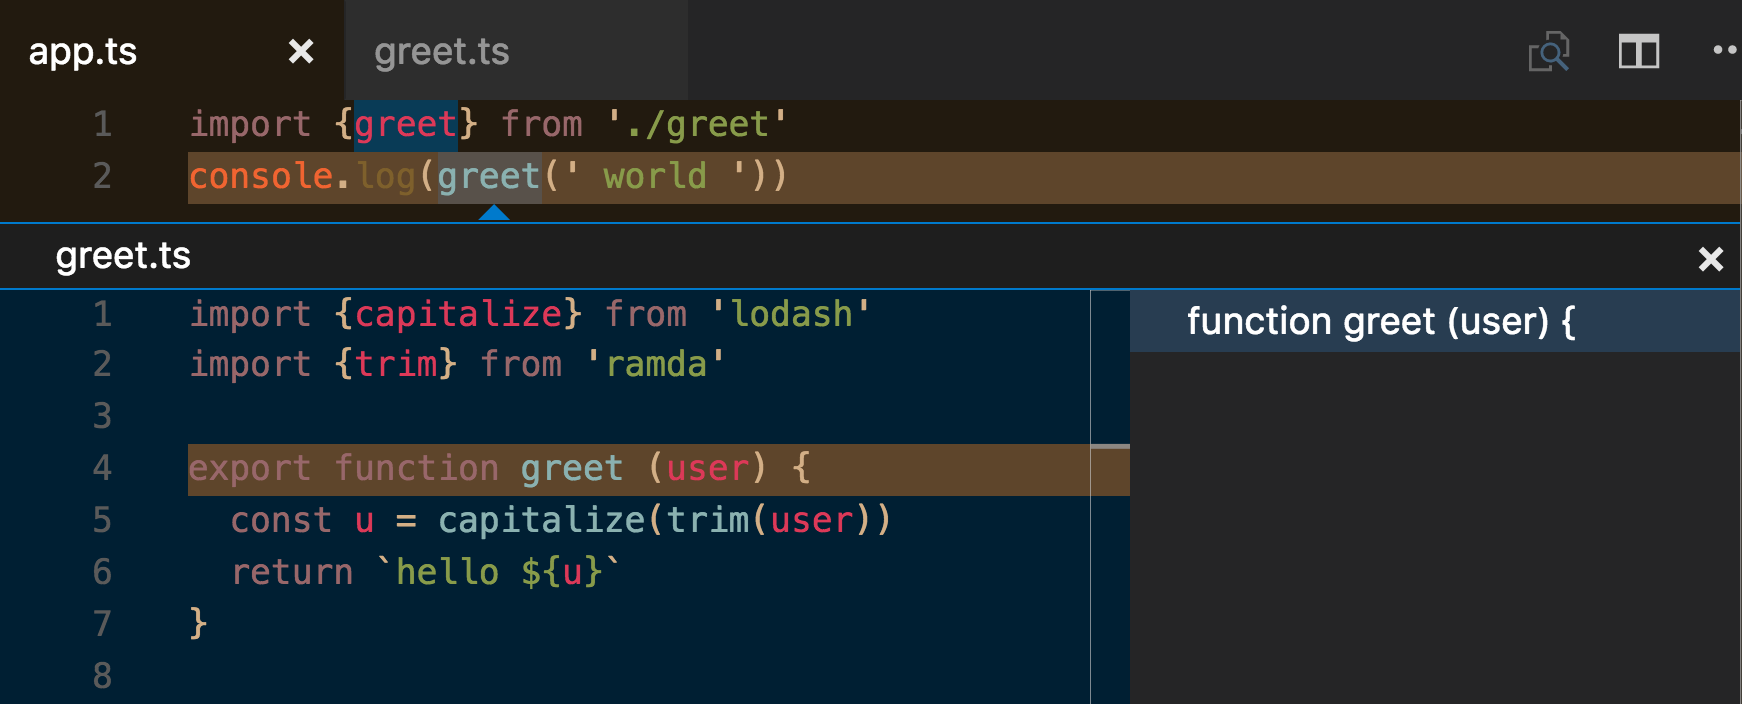 app.ts greet.ts
1 import {greet} from './greet'
2 console.log(greet(' world '))
greet.ts
1 import {capitalize} from 'lodash'
2 import {trim} from 'ramda'
3
4 export function greet (user) {
5   const u = capitalize(trim(user))
6   return `hello ${u}`
7 }
8
function greet (user) {